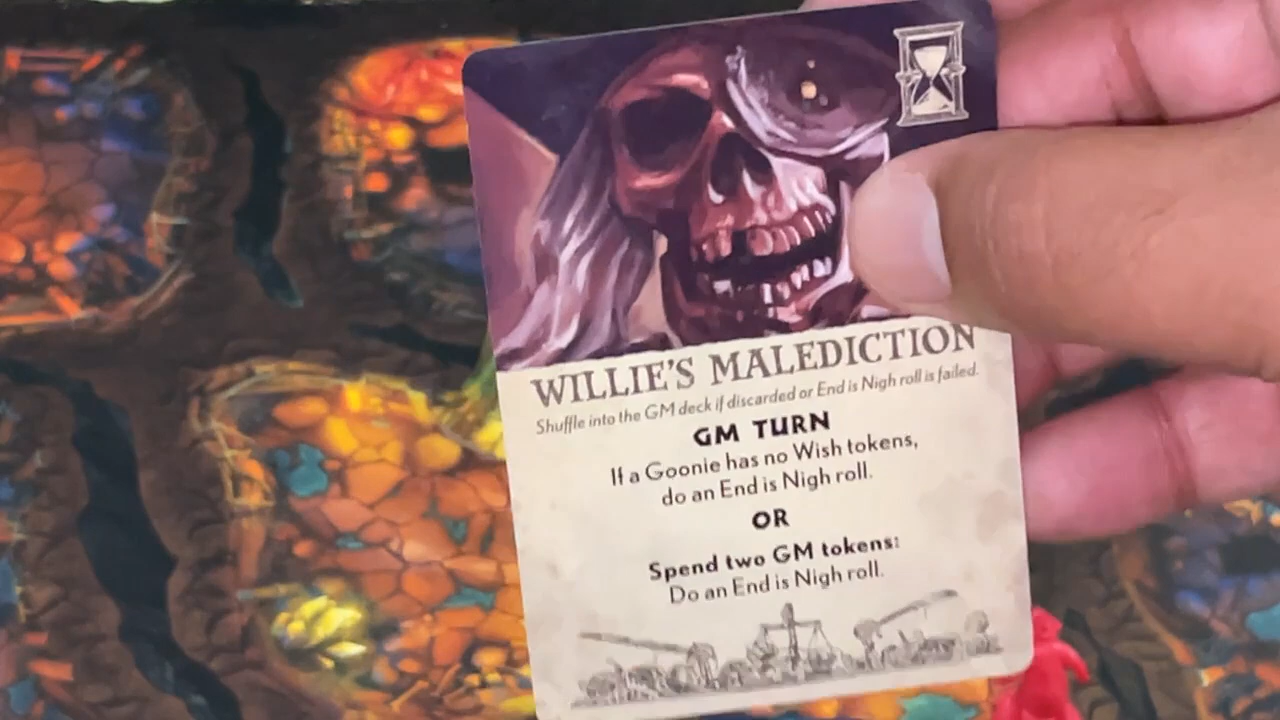 WILLIE'S MALEDICTION
Shuffle into the GM deck if discarded or End is Nigh roll is failed.
GM TURN
If a Goonie has no Wish tokens,
do an End is Nigh roll.
OR
Spend two GM tokens:
Do an End is Nigh roll.